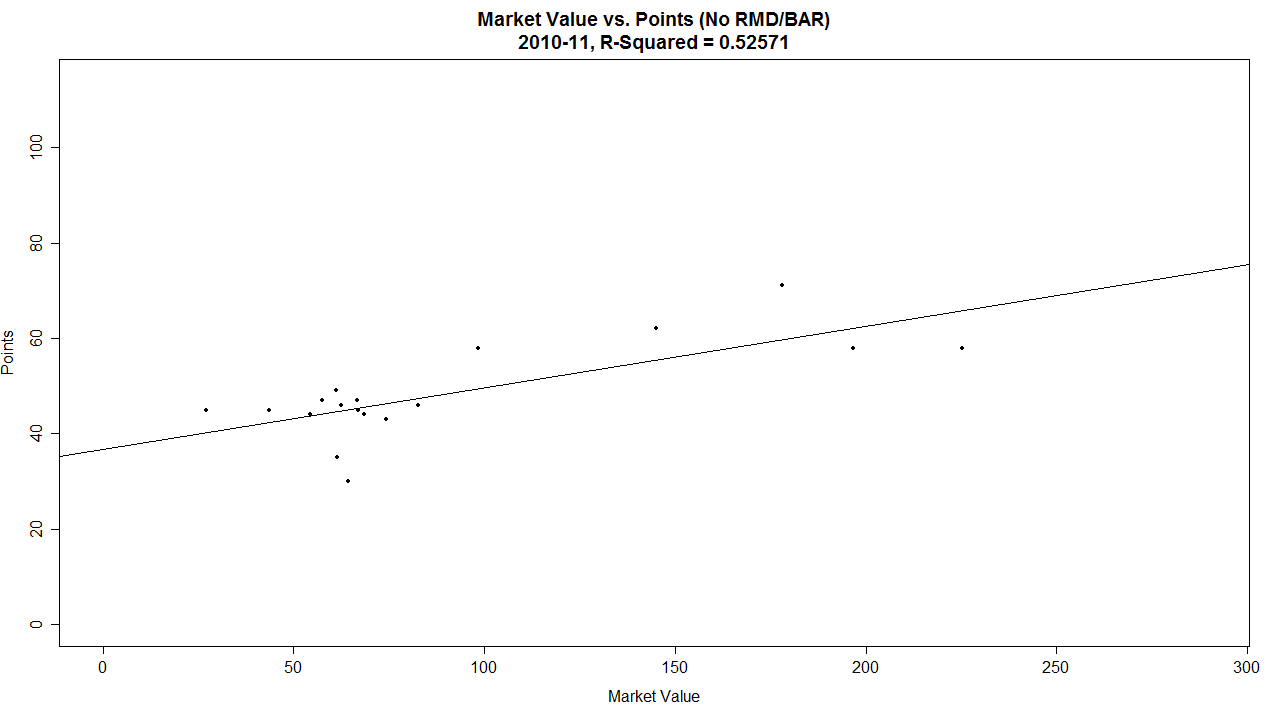 Market Value vs. Points (No RMD/BAR)
2010-11, R-Squared = 0.52571
Points
100
80
60
40
20
0
0 50 100 150 200 250 300
Market Value